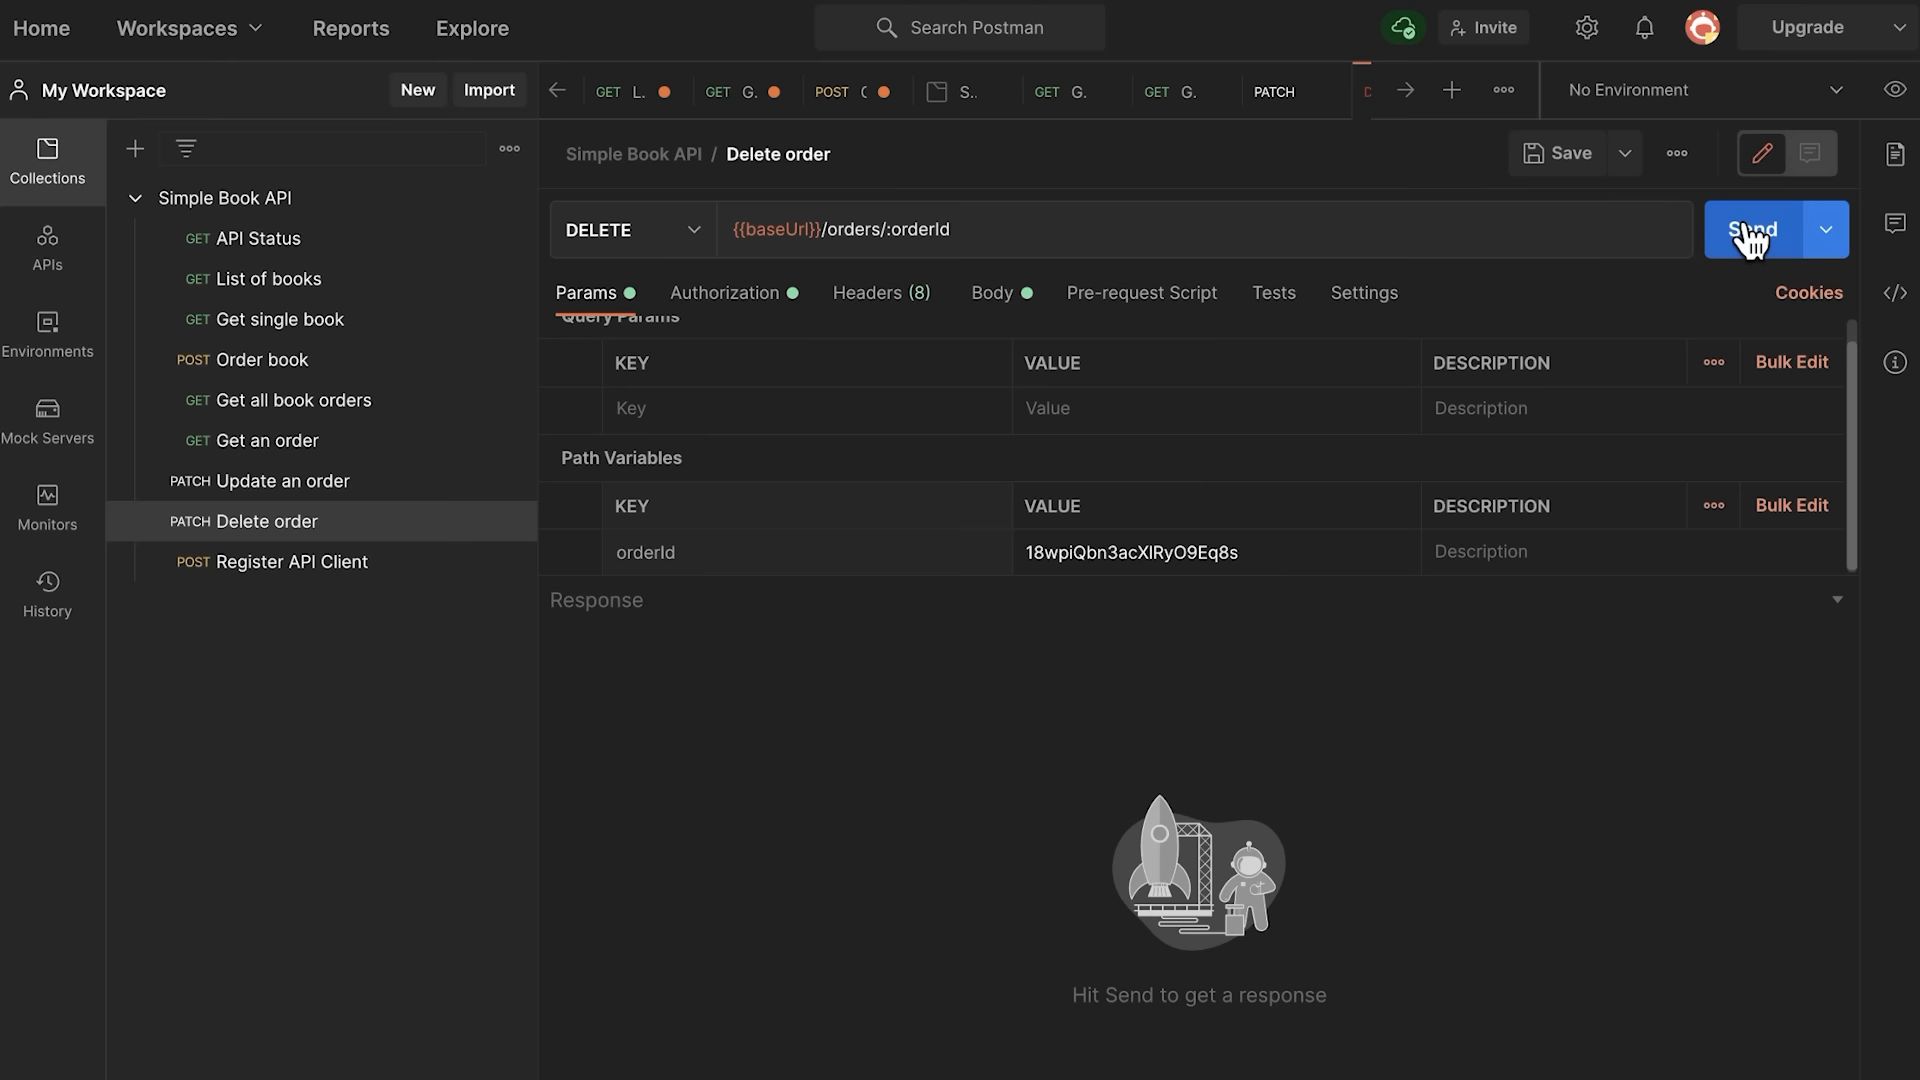 Home Workspaces Reports Explore Search Postman Invite Upgrade
My Workspace New Import
GET L. GET G. POST S.. GET G. GET G. PATCH
No Environment
Collections
APIs
Environments
Mock Servers
Monitors
History
Simple Book API
GET API Status
GET List of books
GET Get single book
POST Order book
GET Get all book orders
GET Get an order
PATCH Update an order
PATCH Delete order
POST Register API Client
Simple Book API / Delete order Save
DELETE {{baseUrl}}/orders/:orderId Send
Params Authorization Headers (8) Body Pre-request Script Tests Settings Cookies
Query Params
KEY VALUE DESCRIPTION Bulk Edit
Key Value Description
Path Variables
KEY VALUE DESCRIPTION Bulk Edit
orderId 18wpiQbn3acXlRyO9Eq8s Description
Response
Hit Send to get a response